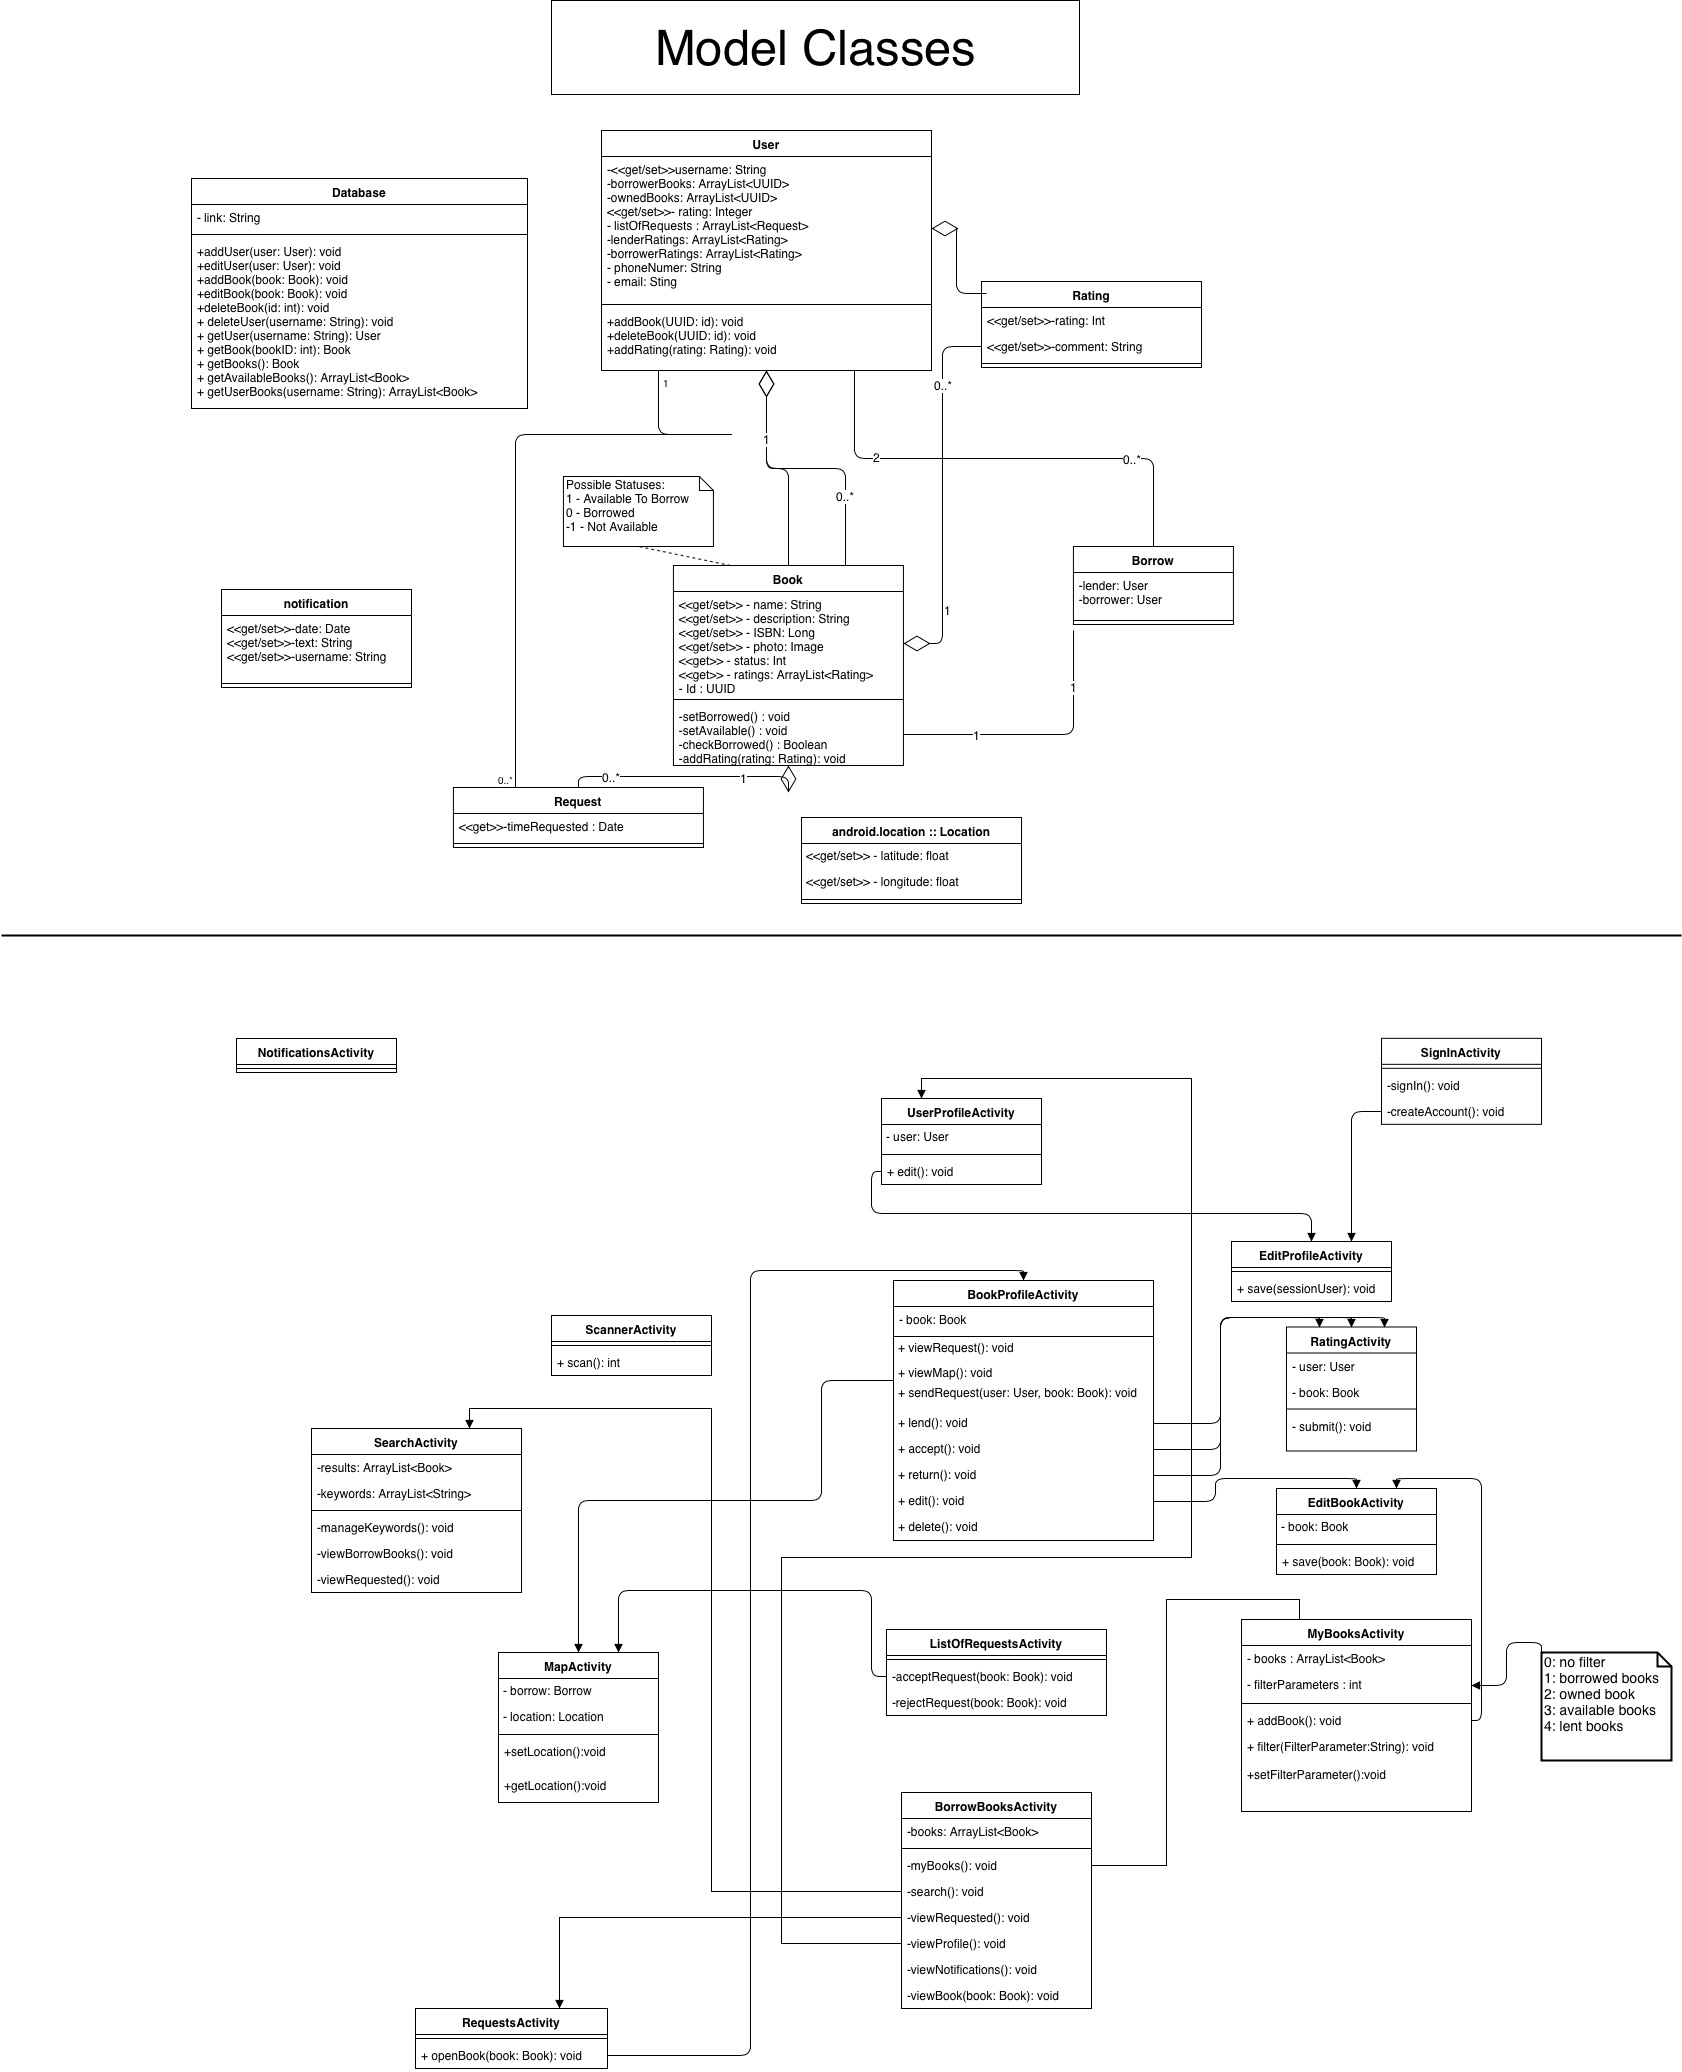 Model Classes
User
-<<get/set>>username: String
-borrowerBooks: ArrayList<UUID>
-ownedBooks: ArrayList<UUID>
<<get/set>>- rating: Integer
- listOfRequests : ArrayList<Request>
-lenderRatings: ArrayList<Rating>
-borrowerRatings: ArrayList<Rating>
- phoneNumer: String
- email: Sting
+addBook(UUID: id): void
+deleteBook(UUID: id): void
+addRating(rating: Rating): void
Database
- link: String
+addUser(user: User): void
+editUser(user: User): void
+addBook(book: Book): void
+editBook(book: Book): void
+deleteBook(id: int): void
+ deleteUser(username: String): void
+ getUser(username: String): User
+ getBook(bookID: int): Book
+ getBooks(): Book
+ getAvailableBooks(): ArrayList<Book>
+ getUserBooks(username: String): ArrayList<Book>
Rating
<<get/set>>-rating: Int
<<get/set>>-comment: String
1
0..*
1
2
0..*
0..*
Possible Statuses:
1 - Available To Borrow
0 - Borrowed
-1 - Not Available
Borrow
-lender: User
-borrower: User
Book
<<get/set>> - name: String
<<get/set>> - description: String
<<get/set>> - ISBN: Long
<<get/set>> - photo: Image
<<get>> - status: Int
<<get>> - ratings: ArrayList<Rating>
- Id : UUID
-setBorrowed() : void
-setAvailable() : void
-checkBorrowed() : Boolean
-addRating(rating: Rating): void
notification
<<get/set>>-date: Date
<<get/set>>-text: String
<<get/set>>-username: String
1
1
1
0..*
0..*
1
Request
<<get>>-timeRequested : Date
android.location :: Location
<<get/set>> - latitude: float
<<get/set>> - longitude: float
NotificationsActivity
SignInActivity
-signIn(): void
-createAccount(): void
UserProfileActivity
- user: User
+ edit(): void
EditProfileActivity
+ save(sessionUser): void
BookProfileActivity
- book: Book
+ viewRequest(): void
+ viewMap(): void
+ sendRequest(user: User, book: Book): void
+ lend(): void
+ accept(): void
+ return(): void
+ edit(): void
+ delete(): void
ScannerActivity
+ scan(): int
RatingActivity
- user: User
- book: Book
- submit(): void
SearchActivity
-results: ArrayList<Book>
-keywords: ArrayList<String>
-manageKeywords(): void
-viewBorrowBooks(): void
-viewRequested(): void
EditBookActivity
- book: Book
+ save(book: Book): void
ListOfRequestsActivity
-acceptRequest(book: Book): void
-rejectRequest(book: Book): void
MyBooksActivity
- books : ArrayList<Book>
- filterParameters : int
+ addBook(): void
+ filter(FilterParameter:String): void
+setFilterParameter():void
0: no filter
1: borrowed books
2: owned book
3: available books
4: lent books
MapActivity
- borrow: Borrow
- location: Location
+setLocation():void
+getLocation():void
BorrowBooksActivity
-books: ArrayList<Book>
-myBooks(): void
-search(): void
-viewRequested(): void
-viewProfile(): void
-viewNotifications(): void
-viewBook(book: Book): void
RequestsActivity
+ openBook(book: Book): void